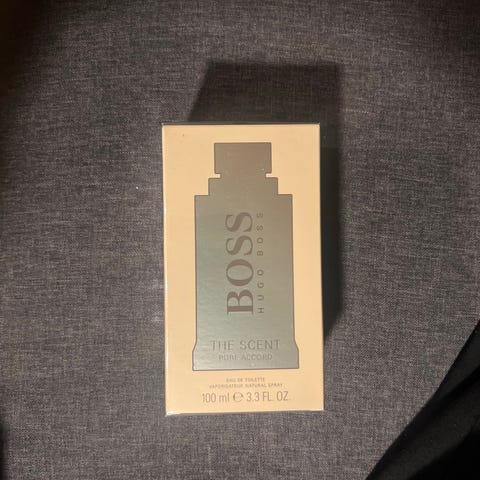 BOSS
HUGO BOSS
THE SCENT
PURE ACCORD
EAU DE TOILETTE
VAPORISATEUR NATURAL SPRAY
100 ml ℮ 3.3 FL. OZ.